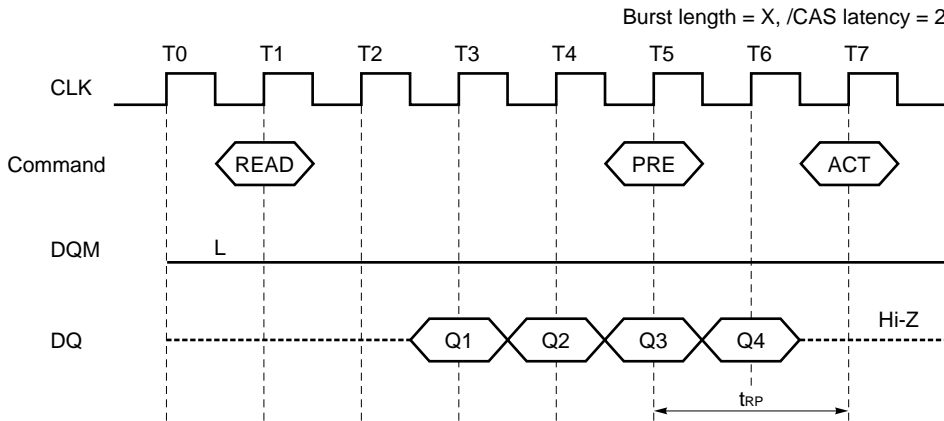 Burst length = X, /CAS latency = 2
T0 T1 T2 T3 T4 T5 T6 T7
CLK
Command READ PRE ACT
DQM L
DQ Q1 Q2 Q3 Q4 Hi-Z
tRP